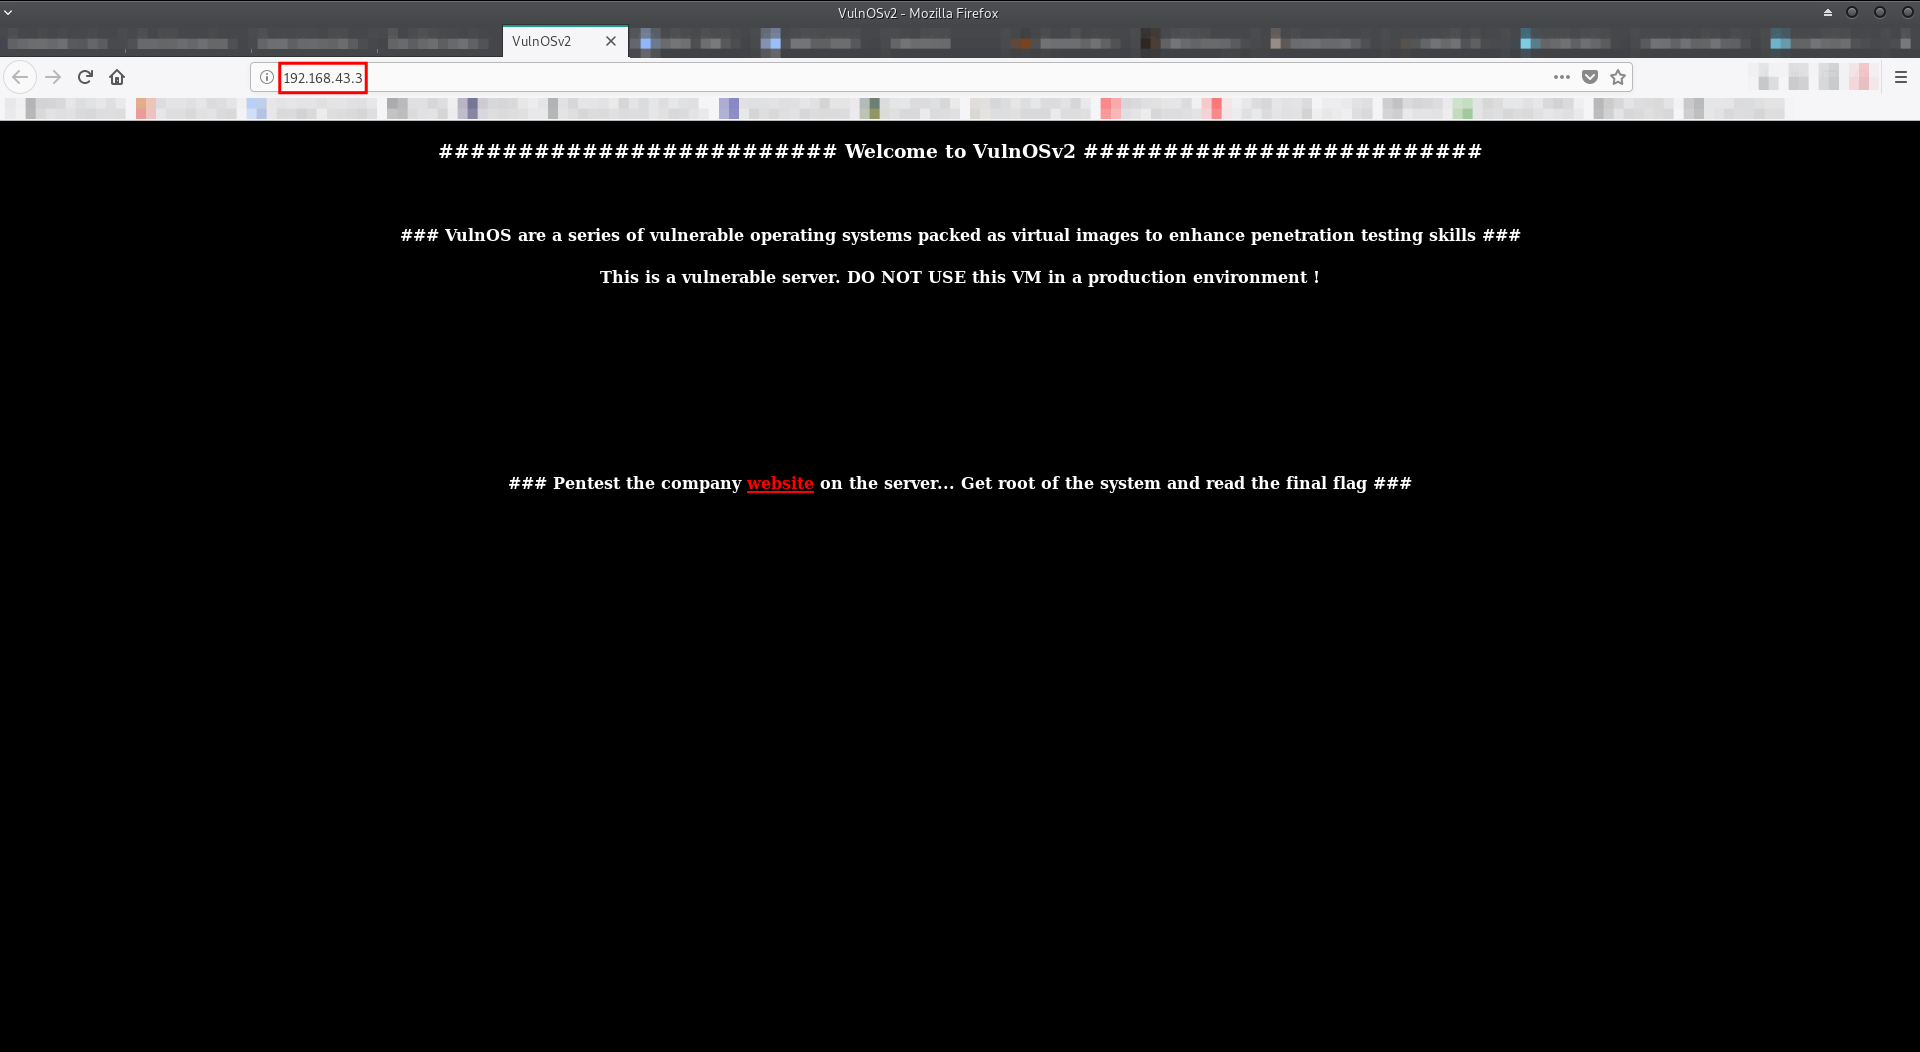 VulnOSv2 - Mozilla Firefox
VulnOSv2
192.168.43.3
######################### Welcome to VulnOSv2 #########################
### VulnOS are a series of vulnerable operating systems packed as virtual images to enhance penetration testing skills ###
This is a vulnerable server. DO NOT USE this VM in a production environment !
### Pentest the company website on the server... Get root of the system and read the final flag ###